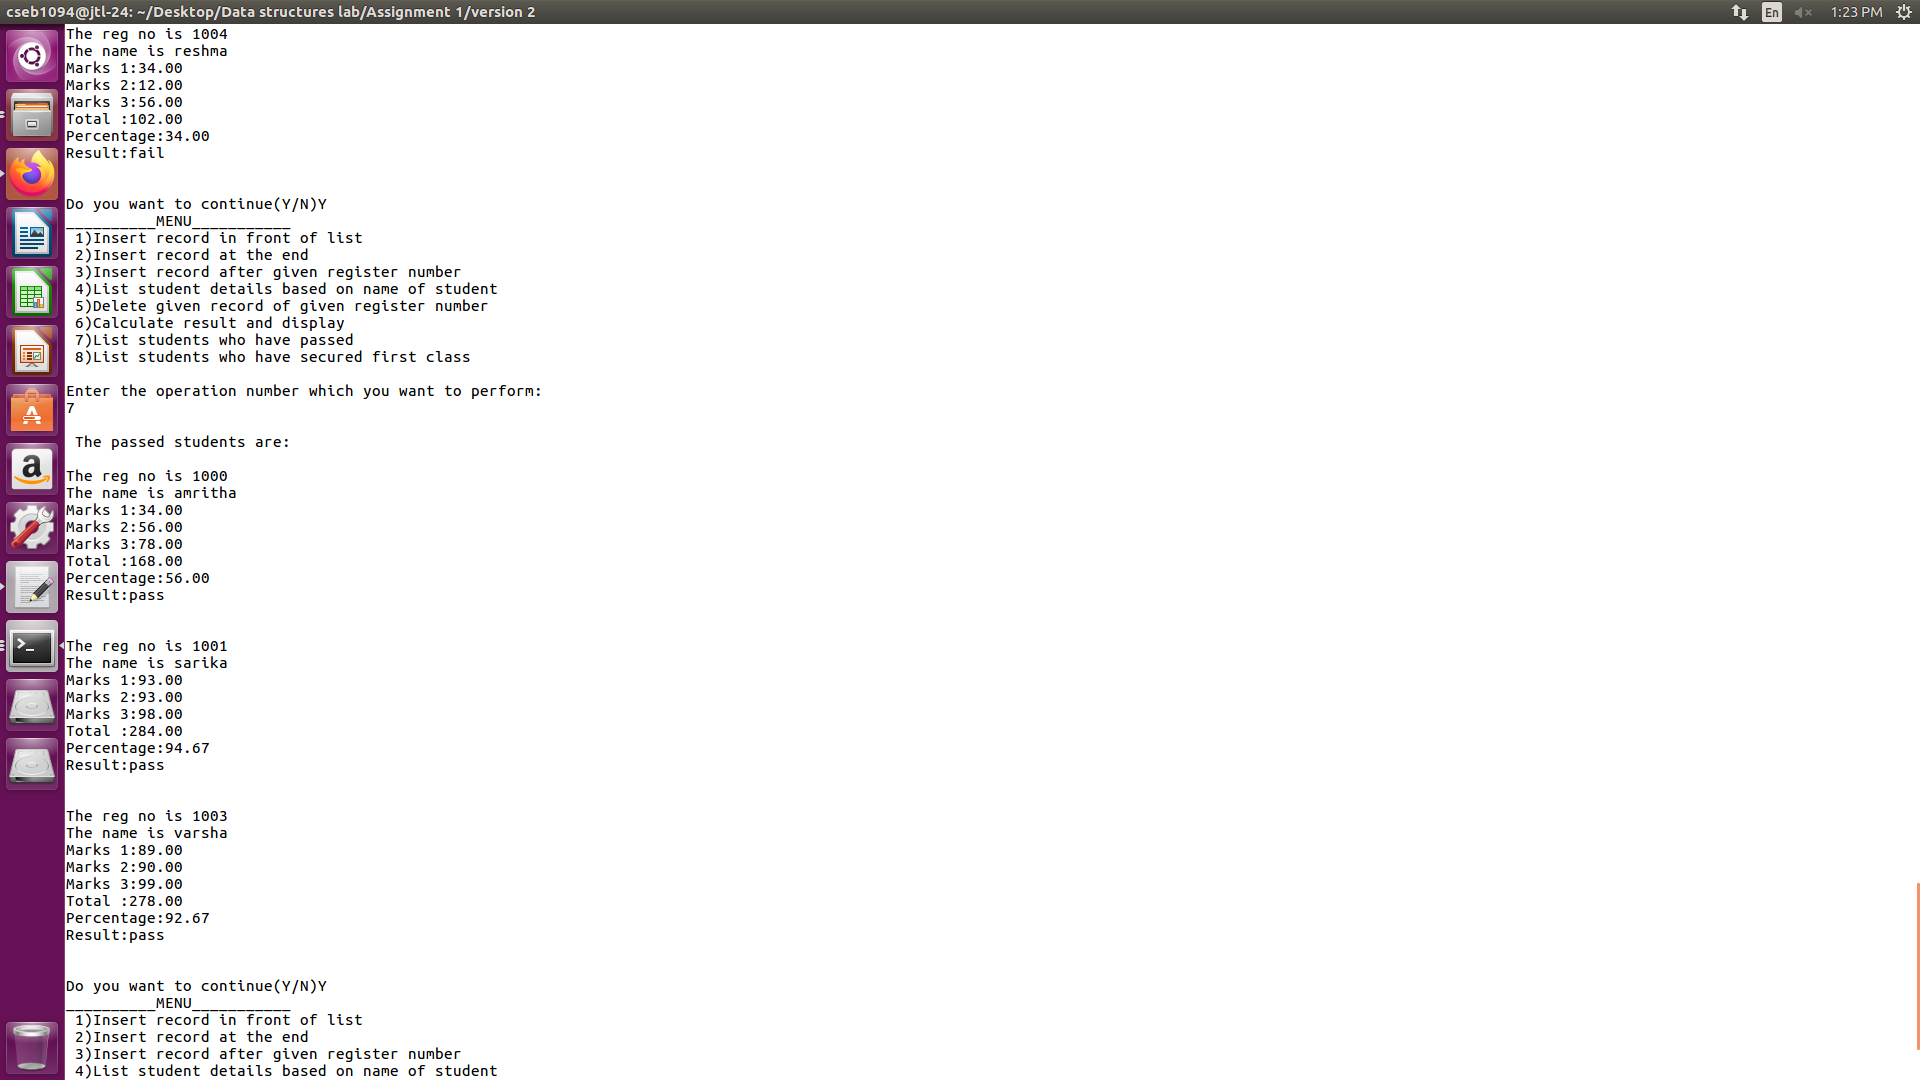 cseb1094@jtl-24: ~/Desktop/Data structures lab/Assignment 1/version 2
En
1:23 PM
The reg no is 1004
The name is reshma
Marks 1:34.00
Marks 2:12.00
Marks 3:56.00
Total :102.00
Percentage:34.00
Result:fail
Do you want to continue(Y/N)Y
__________MENU___________
1)Insert record in front of list
2)Insert record at the end
3)Insert record after given register number
4)List student details based on name of student
5)Delete given record of given register number
6)Calculate result and display
7)List students who have passed
8)List students who have secured first class
Enter the operation number which you want to perform:
7
The passed students are:
The reg no is 1000
The name is amritha
Marks 1:34.00
Marks 2:56.00
Marks 3:78.00
Total :168.00
Percentage:56.00
Result:pass
The reg no is 1001
The name is sarika
Marks 1:93.00
Marks 2:93.00
Marks 3:98.00
Total :284.00
Percentage:94.67
Result:pass
The reg no is 1003
The name is varsha
Marks 1:89.00
Marks 2:90.00
Marks 3:99.00
Total :278.00
Percentage:92.67
Result:pass
Do you want to continue(Y/N)Y
__________MENU___________
1)Insert record in front of list
2)Insert record at the end
3)Insert record after given register number
4)List student details based on name of student